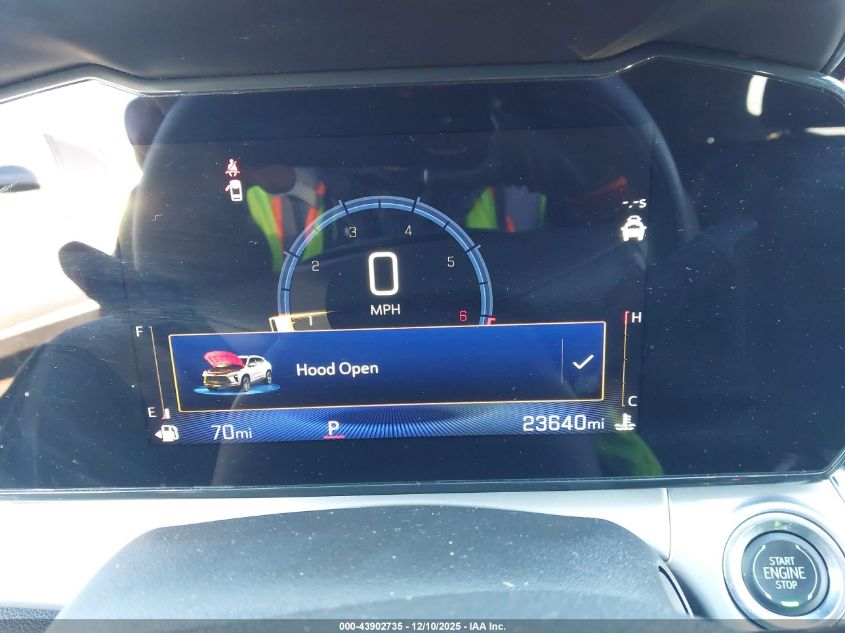 -.-s
3 4
2 5
0
MPH
1 6
F
H
Hood Open
E
C
70mi
P
23640mi
START
ENGINE
STOP
000-43902735 - 12/10/2025 - IAA Inc.